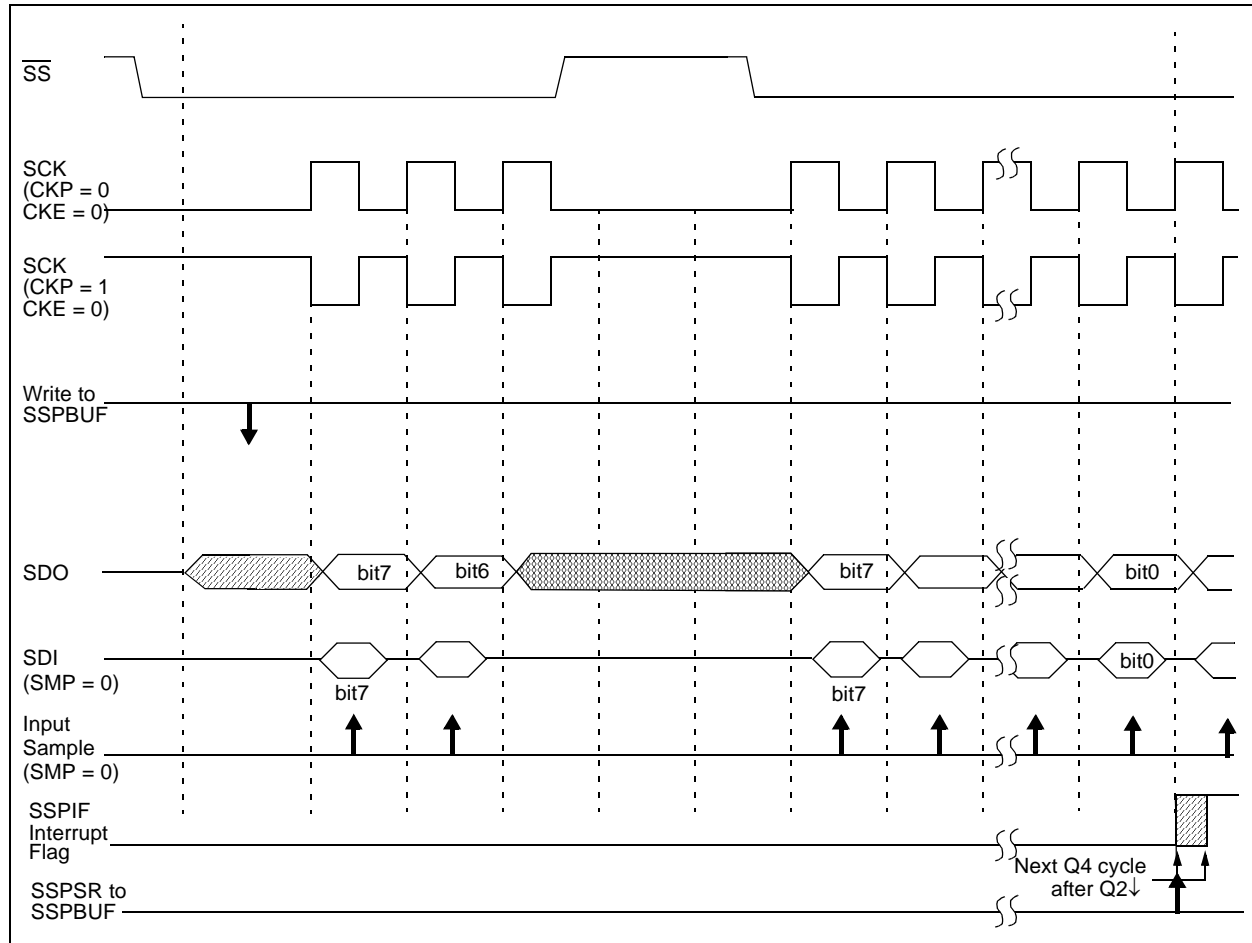 SS
SCK
(CKP = 0
CKE = 0)
SCK
(CKP = 1
CKE = 0)
Write to
SSPBUF
SDO
bit7
bit6
bit7
bit0
SDI
(SMP = 0)
bit7
bit7
bit0
Input
Sample
(SMP = 0)
SSPIF
Interrupt
Flag
Next Q4 cycle
after Q2↓
SSPSR to
SSPBUF